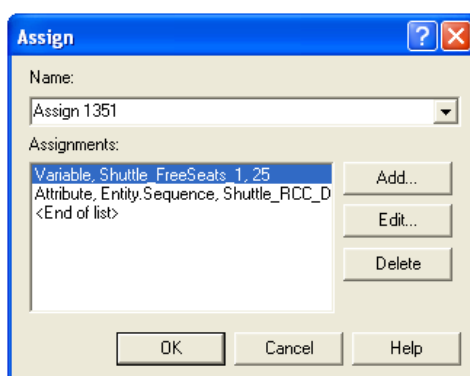 Assign
Name:
Assign 1351
Assignments:
Variable, Shuttle_FreeSeats_1, 25
Add...
Attribute, Entity.Sequence, Shuttle_RCC_D
<End of list>
Edit...
Delete
OK Cancel Help